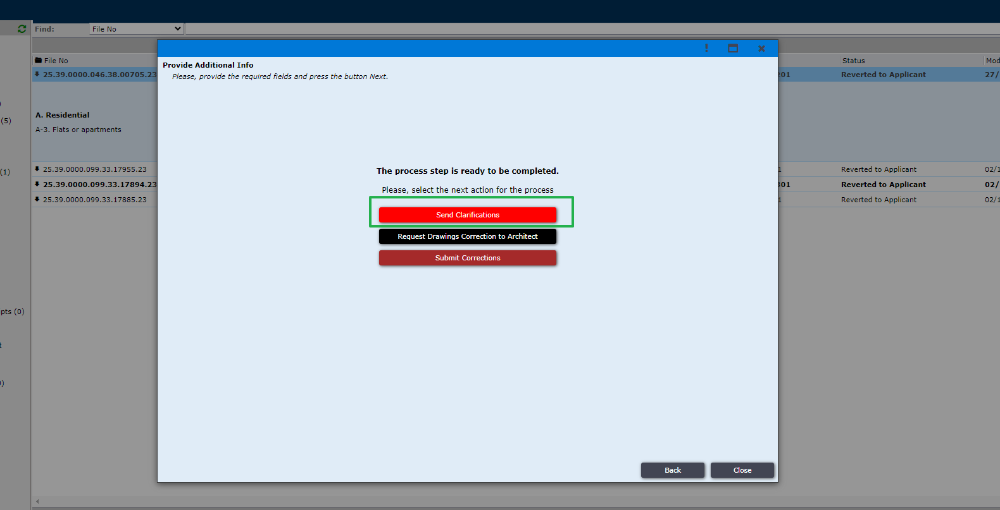 Find: File No
File No Status Mod
25.39.0000.046.38.00705.23 201 Reverted to Applicant 27/
A. Residential
A-3. Flats or apartments
25.39.0000.099.33.17955.23 1 Reverted to Applicant 02/1
25.39.0000.099.33.17894.23 301 Reverted to Applicant 02/
25.39.0000.099.33.17885.23 1 Reverted to Applicant 02/1
)
(5)
(1)
pts (0)
t
)
Provide Additional Info
Please, provide the required fields and press the button Next.
The process step is ready to be completed.
Please, select the next action for the process
Send Clarifications
Request Drawings Correction to Architect
Submit Corrections
Back Close